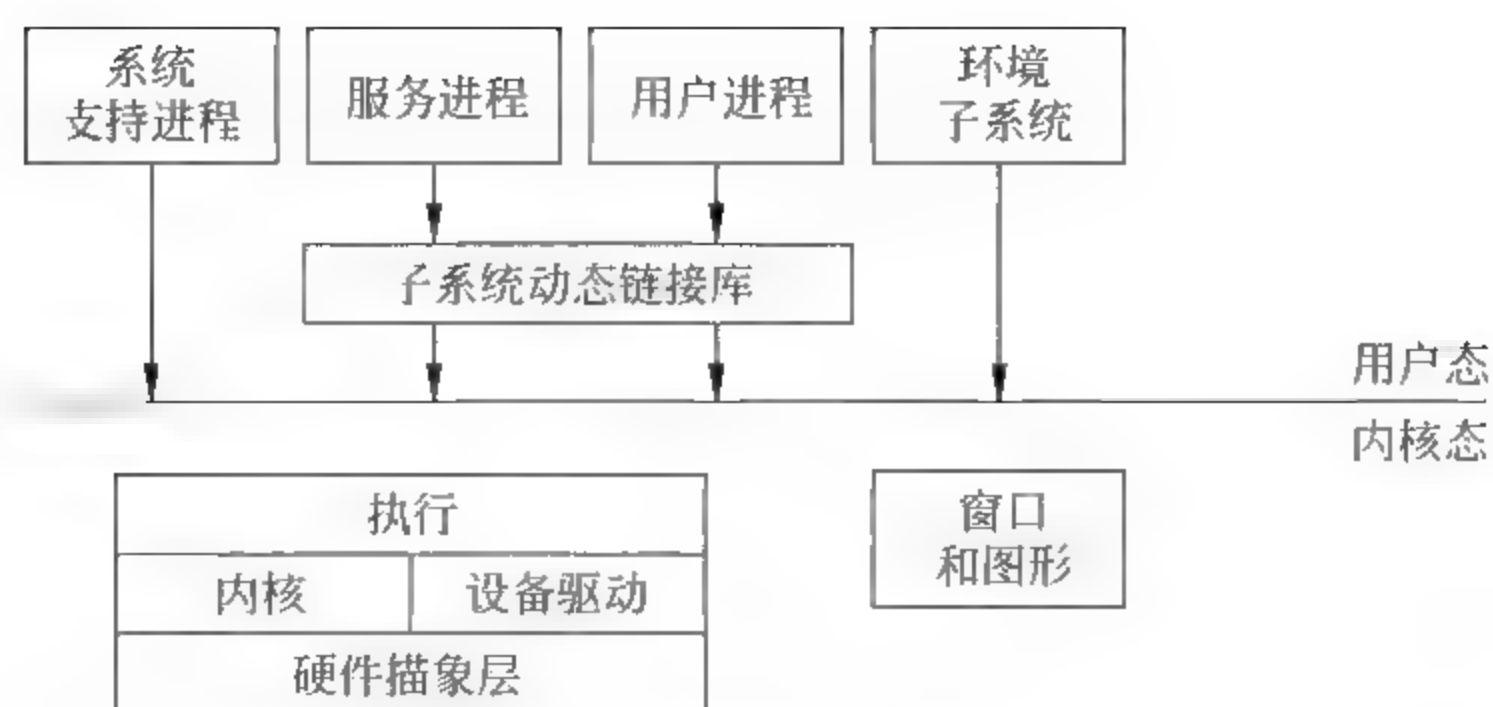 系统
支持进程
服务进程
用户进程
环境
子系统
子系统动态链接库
用户态
内核态
执行
窗口
和图形
内核
设备驱动
硬件描象层